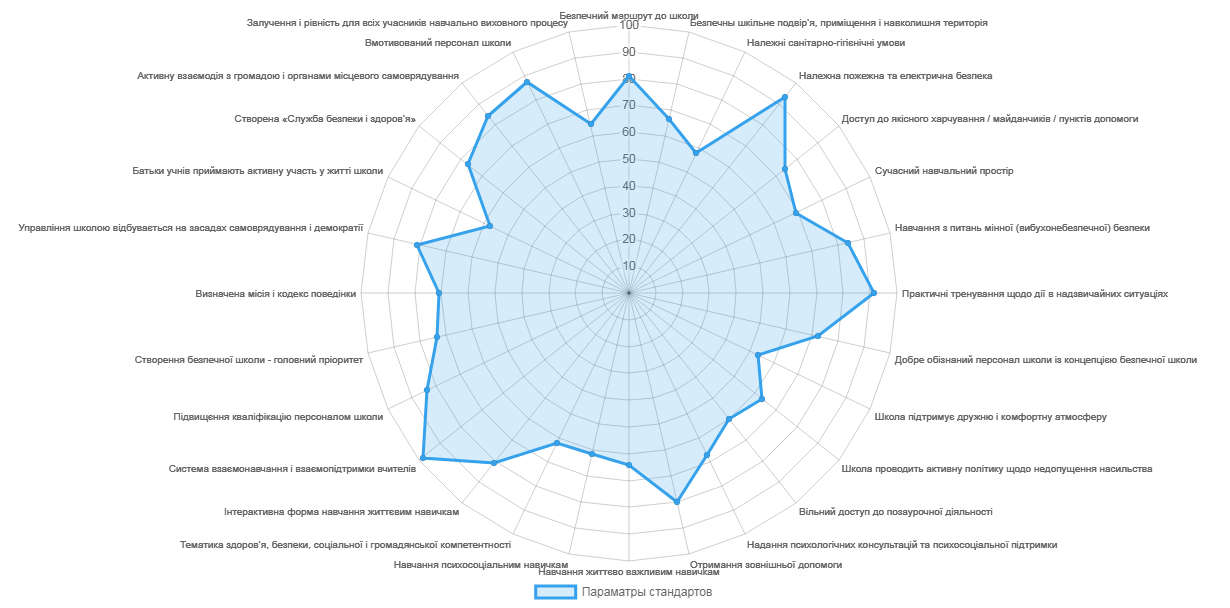 Безпечний маршрут до школи
Залучення і рівність для всіх учасників навчально виховного процесу
Безпечны шкільне подвір'я, приміщення і навколишня територія
Вмотивований персонал школи
Належні санітарно-гігієнічні умови
Активну взаємодія з громадою і органами місцевого самоврядування
Належна пожежна та електрична безпека
Створена «Служба безпеки і здоров'я»
Доступ до якісного харчування / майданчиків / пунктів допомоги
Батьки учнів приймають активну участь у житті школи
Сучасний навчальный простір
Управління школою відбувається на засадах самоврядування і демократії
Навчання з питань мінної (вибухонебезпечної) безпеки
Визначена місія і кодекс поведінки
Практичні тренування щодо дії в надзвичайних ситуаціях
Створення безпечної школи - головний пріоритет
Добре обізнаний персонал школи із концепцією безпечної школи
Підвищення кваліфікацію персоналом школи
Школа підтримує дружню і комфортну атмосферу
Система взаємонавчання і взаємопідтримки вчителів
Школа проводить активну політику щодо недопущення насильства
Інтерактивна форма навчання життєвим навичкам
Вільний доступ до позаурочної діяльності
Тематика здоров'я, безпеки, соціальної і громадянської компетентності
Надання психологічних консультацій та психосоціальної підтримки
Навчання психосоціальним навичкам
Отримання зовнішньої допомоги
Навчання життєво важливим навичкам
100
90
80
70
60
50
40
30
20
10
Параматры стандартов